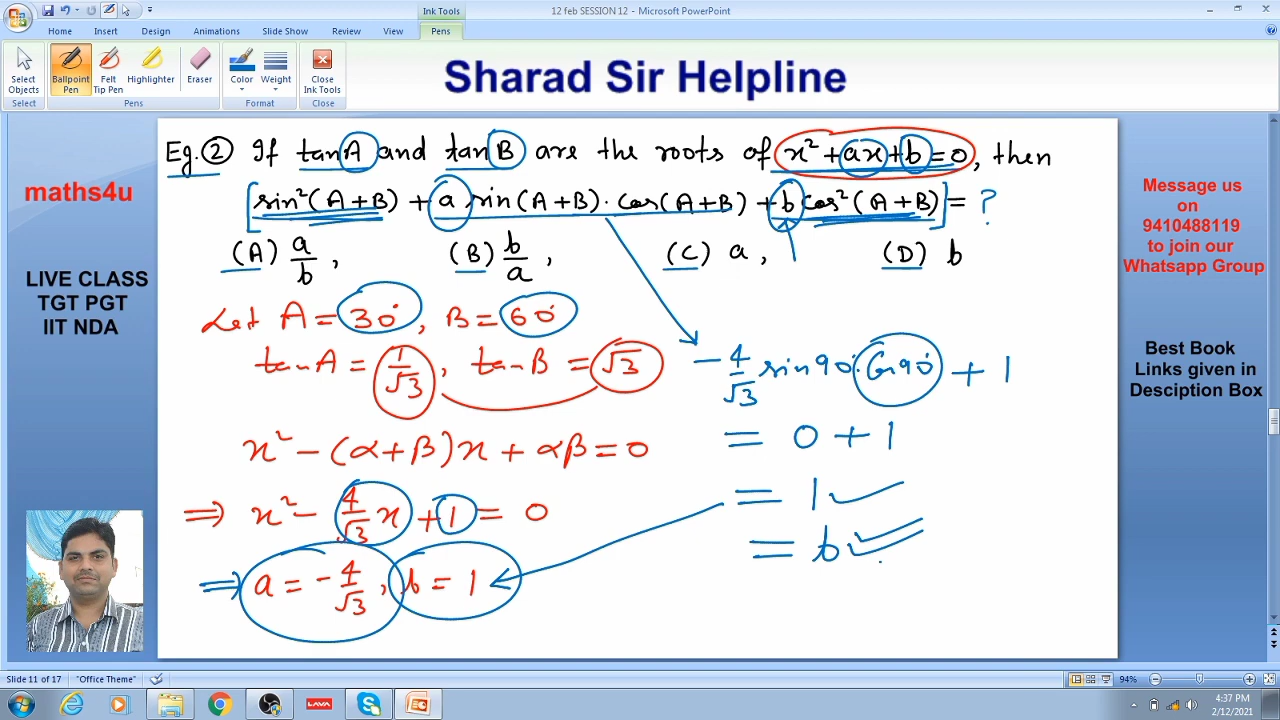 Ink Tools
12 feb SESSION 12 - Microsoft PowerPoint
Home Insert Design Animations Slide Show Review View Pens
Select Objects
Ballpoint Pen
Felt Tip Pen
Highlighter
Eraser
Color
Weight
Close Ink Tools
Select Pens Format Close
Sharad Sir Helpline
maths4u
LIVE CLASS
TGT PGT
IIT NDA
Eg. ② If tanA and tanB are the roots of x² + ax + b = 0, then
[sin²(A+B) + a sin(A+B) · cos(A+B) + b cos²(A+B)] = ?
(A) a/b , (B) b/a , (C) a , (D) b
Let A = 30°, B = 60°
tanA = 1/√3 , tanB = √3
x² - (α+β)x + αβ = 0
⇒ x² - 4/√3 x + 1 = 0
⇒ a = -4/√3 , b = 1
-4/√3 sin90°.Cos90° + 1
= 0 + 1
= 1
= b
Message us
on
9410488119
to join our
Whatsapp Group
Best Book
Links given in
Desciption Box
Slide 11 of 17 "Office Theme" 94%
LAVA
4:37 PM
2/12/2021